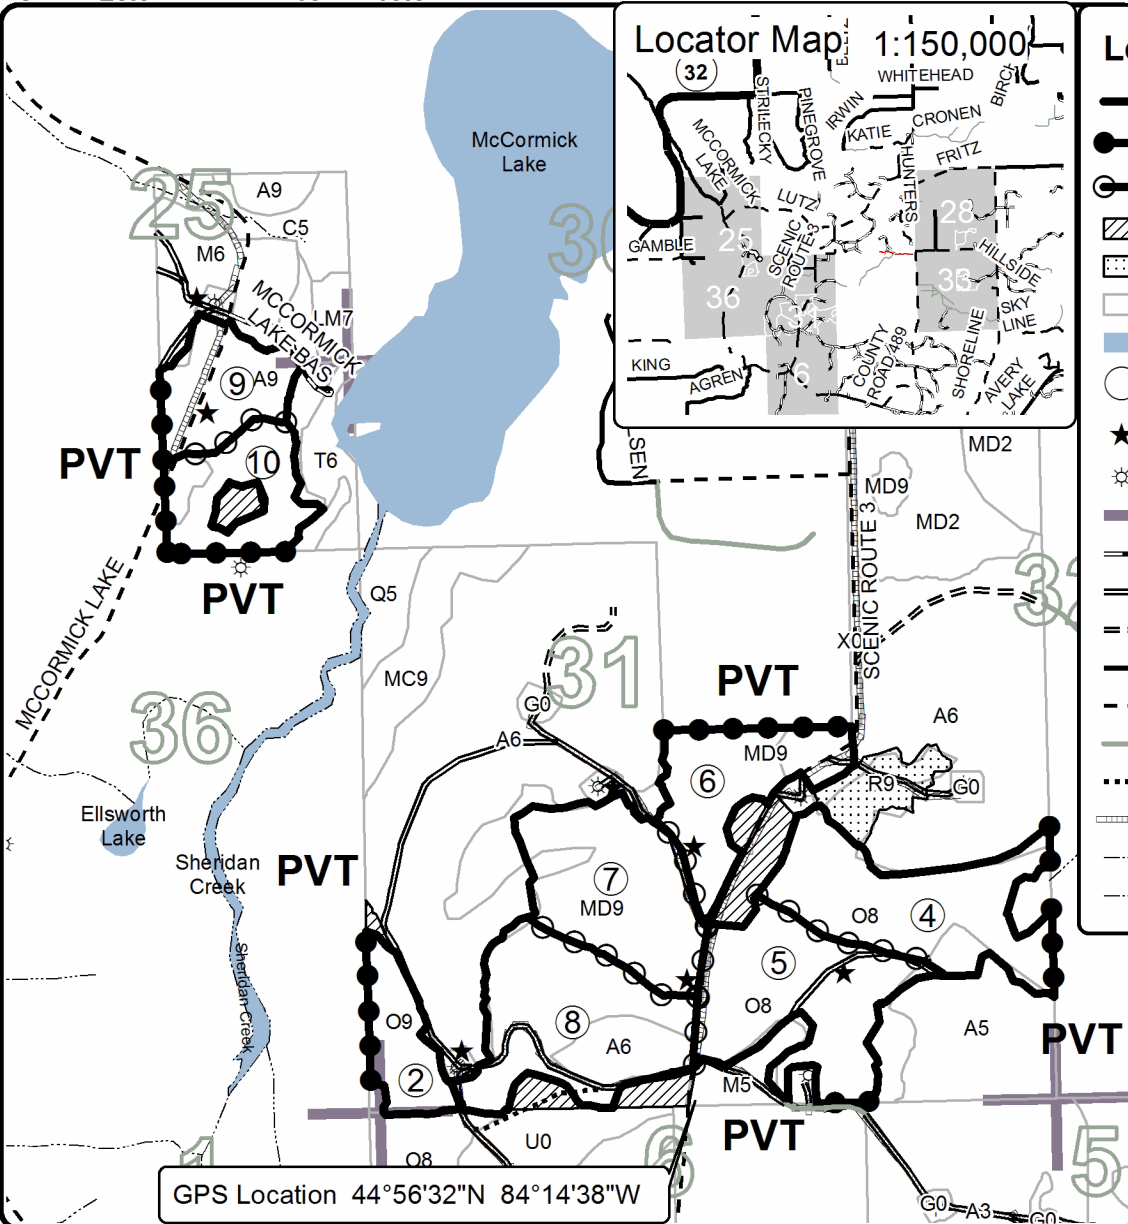 Locator Map 1:150,000
32
WHITEHEAD
BIRCH
STRILECKY
PINEGROVE
IRWIN
KATIE
CRONEN
MCCORMICK
LAKE
HUNTERS
FRITZ
LUTZ
28
GAMBLE
25
SCENIC
ROUTE 3
HILLSIDE
33
36
SKY
LINE
KING
AGREN
6
COUNTY
ROAD 489
SHORELINE
AVERY
LAKE
McCormick
Lake
25
A9
C5
M6
MCCORMICK
LAKE-BAS
LM7
9
A9
PVT
10
T6
SEN
MD2
MD9
MD2
PVT
MCCORMICK LAKE
Q5
SCENIC ROUTE 3
X0
31
MC9
PVT
G0
36
A6
A6
MD9
6
R9
G0
Ellsworth
Lake
Sheridan
Creek
PVT
7
MD9
O8
4
5
Sheridan Creek
O8
O9
8
A6
A5
PVT
2
M5
PVT
U0
O8
1
6
5
GPS Location 44°56'32"N 84°14'38"W
G0
A3
G0